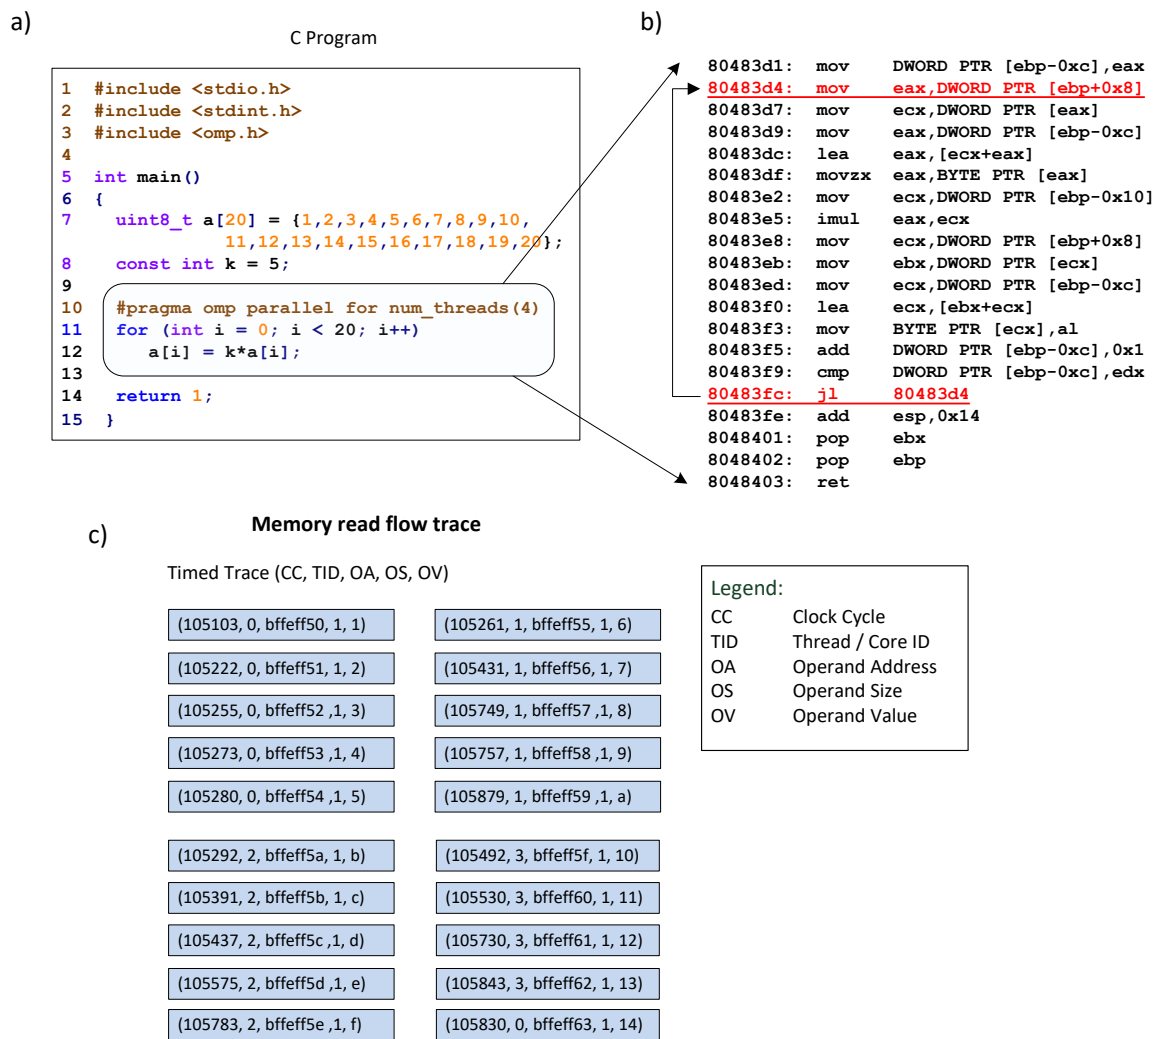 a)
C Program
1 #include <stdio.h>
2 #include <stdint.h>
3 #include <omp.h>
4
5 int main()
6 {
7 uint8_t a[20] = {1,2,3,4,5,6,7,8,9,10,
11,12,13,14,15,16,17,18,19,20};
8 const int k = 5;
9
10 #pragma omp parallel for num_threads(4)
11 for (int i = 0; i < 20; i++)
12 a[i] = k*a[i];
13
14 return 1;
15 }
b)
80483d1: mov DWORD PTR [ebp-0xc],eax
80483d4: mov eax,DWORD PTR [ebp+0x8]
80483d7: mov ecx,DWORD PTR [eax]
80483d9: mov eax,DWORD PTR [ebp-0xc]
80483dc: lea eax,[ecx+eax]
80483df: movzx eax,BYTE PTR [eax]
80483e2: mov ecx,DWORD PTR [ebp-0x10]
80483e5: imul eax,ecx
80483e8: mov ecx,DWORD PTR [ebp+0x8]
80483eb: mov ebx,DWORD PTR [ecx]
80483ed: mov ecx,DWORD PTR [ebp-0xc]
80483f0: lea ecx,[ebx+ecx]
80483f3: mov BYTE PTR [ecx],al
80483f5: add DWORD PTR [ebp-0xc],0x1
80483f9: cmp DWORD PTR [ebp-0xc],edx
80483fc: jl 80483d4
80483fe: add esp,0x14
8048401: pop ebx
8048402: pop ebp
8048403: ret
c)
Memory read flow trace
Timed Trace (CC, TID, OA, OS, OV)
(105103, 0, bffeff50, 1, 1)
(105222, 0, bffeff51, 1, 2)
(105255, 0, bffeff52 ,1, 3)
(105273, 0, bffeff53 ,1, 4)
(105280, 0, bffeff54 ,1, 5)
(105261, 1, bffeff55, 1, 6)
(105431, 1, bffeff56, 1, 7)
(105749, 1, bffeff57 ,1, 8)
(105757, 1, bffeff58 ,1, 9)
(105879, 1, bffeff59 ,1, a)
(105292, 2, bffeff5a, 1, b)
(105391, 2, bffeff5b, 1, c)
(105437, 2, bffeff5c ,1, d)
(105575, 2, bffeff5d ,1, e)
(105783, 2, bffeff5e ,1, f)
(105492, 3, bffeff5f, 1, 10)
(105530, 3, bffeff60, 1, 11)
(105730, 3, bffeff61, 1, 12)
(105843, 3, bffeff62, 1, 13)
(105830, 0, bffeff63, 1, 14)
Legend:
CC Clock Cycle
TID Thread / Core ID
OA Operand Address
OS Operand Size
OV Operand Value